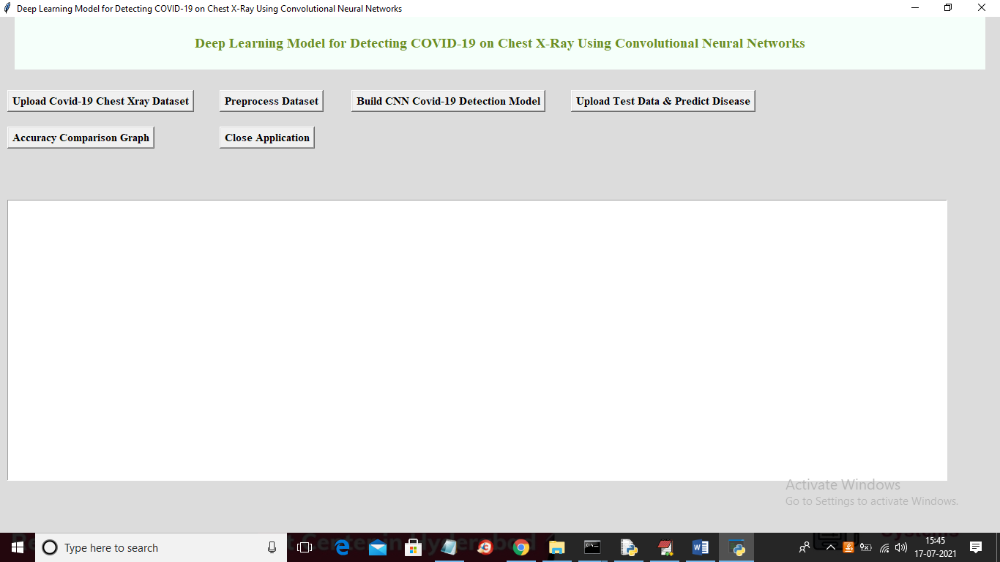 Deep Learning Model for Detecting COVID-19 on Chest X-Ray Using Convolutional Neural Networks
Deep Learning Model for Detecting COVID-19 on Chest X-Ray Using Convolutional Neural Networks
Upload Covid-19 Chest Xray Dataset Preprocess Dataset Build CNN Covid-19 Detection Model Upload Test Data & Predict Disease
Accuracy Comparison Graph Close Application
Activate Windows
Go to Settings to activate Windows.
Type here to search
15:45
17-07-2021